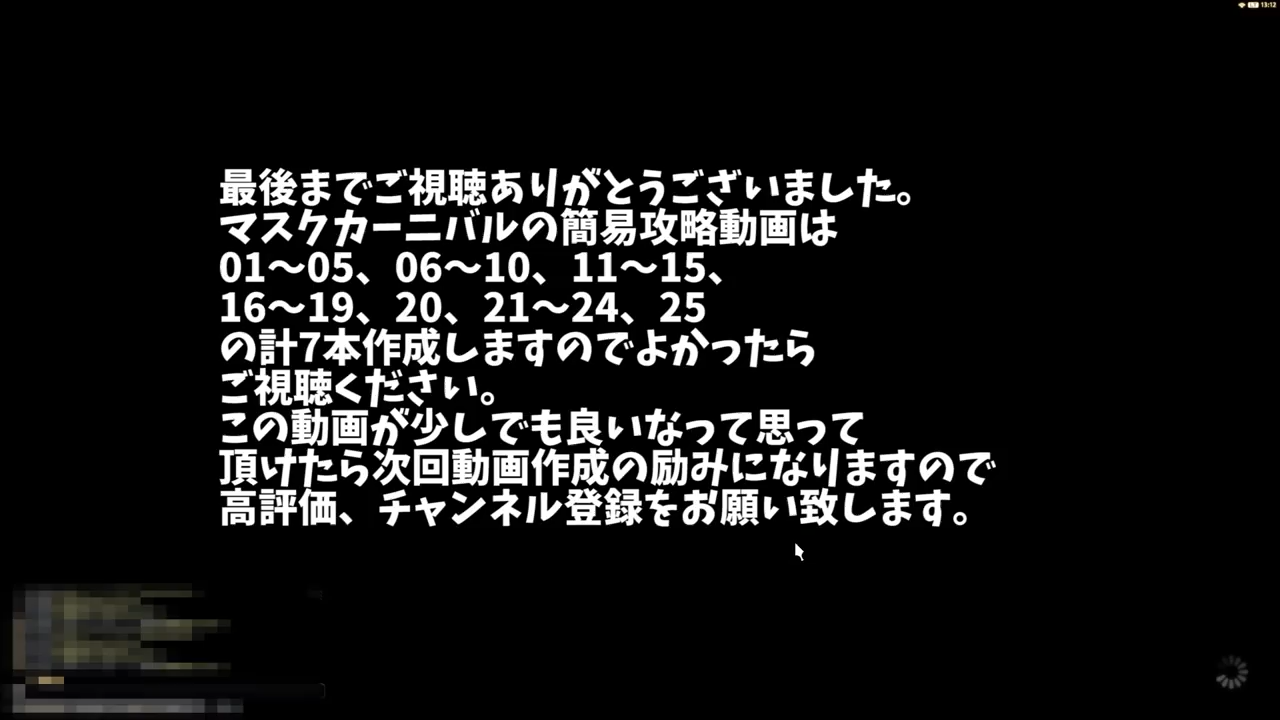 LT 13:12
最後までご視聴ありがとうございました。
マスクカーニバルの簡易攻略動画は
01～05、06～10、11～15、
16～19、20、21～24、25
の計7本作成しますのでよかったら
ご視聴ください。
この動画が少しでも良いなって思って
頂けたら次回動画作成の励みになりますので
高評価、チャンネル登録をお願い致します。